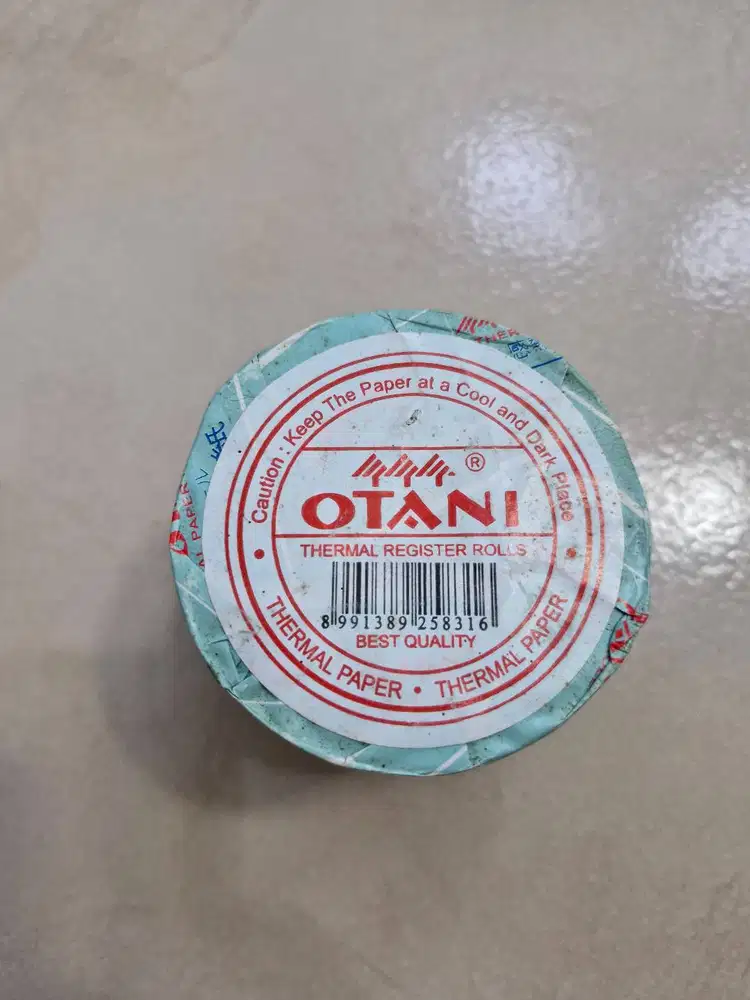 Caution : Keep The Paper at a Cool and Dark Place
OTANI ®
THERMAL REGISTER ROLLS
8 991389 258316
BEST QUALITY
THERMAL PAPER • THERMAL PAPER
PAPER